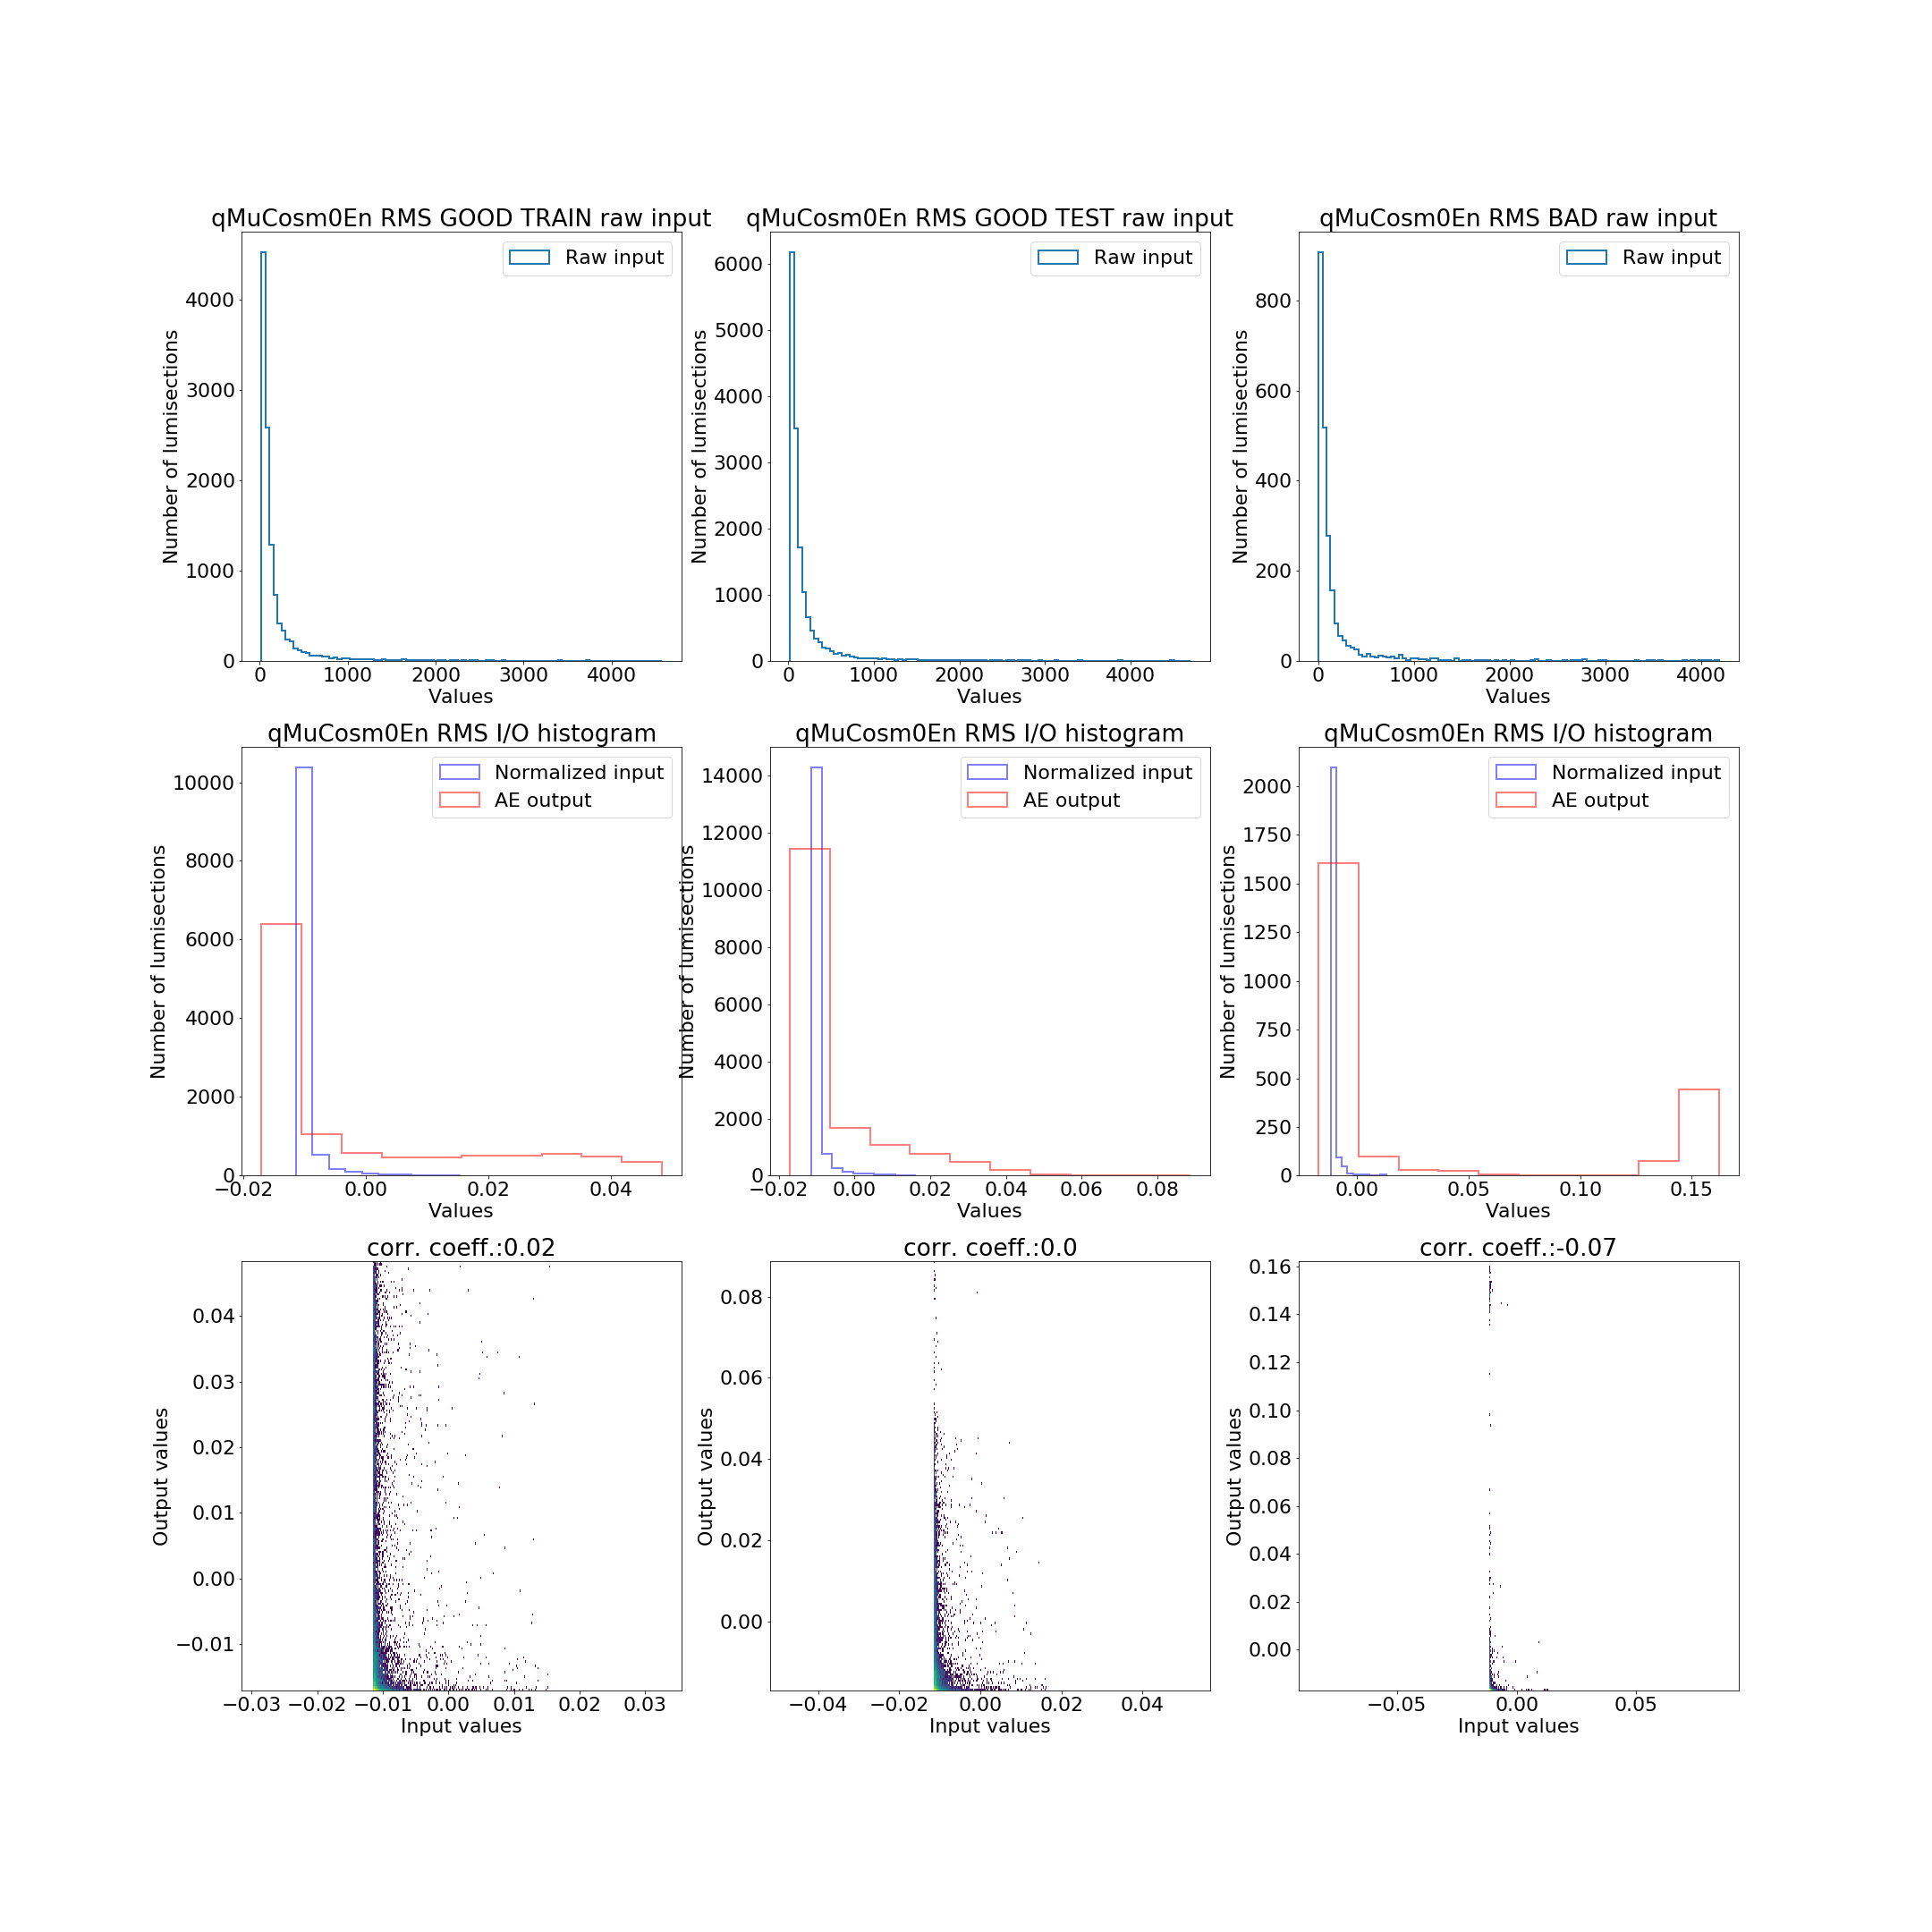 qMuCosm0En RMS GOOD TRAIN raw input
Raw input
4000
3000
2000
1000
0
Number of lumisections
0 1000 2000 3000 4000
Values
qMuCosm0En RMS GOOD TEST raw input
Raw input
6000
5000
4000
3000
2000
1000
0
Number of lumisections
0 1000 2000 3000 4000
Values
qMuCosm0En RMS BAD raw input
Raw input
800
600
400
200
0
Number of lumisections
0 1000 2000 3000 4000
Values
qMuCosm0En RMS I/O histogram
Normalized input
AE output
10000
8000
6000
4000
2000
0
Number of lumisections
−0.02 0.00 0.02 0.04
Values
qMuCosm0En RMS I/O histogram
Normalized input
AE output
14000
12000
10000
8000
6000
4000
2000
0
Number of lumisections
−0.02 0.00 0.02 0.04 0.06 0.08
Values
qMuCosm0En RMS I/O histogram
Normalized input
AE output
2000
1750
1500
1250
1000
750
500
250
0
Number of lumisections
0.00 0.05 0.10 0.15
Values
corr. coeff.:0.02
0.04
0.03
0.02
0.01
0.00
−0.01
Output values
−0.03 −0.02 −0.01 0.00 0.01 0.02 0.03
Input values
corr. coeff.:0.0
0.08
0.06
0.04
0.02
0.00
Output values
−0.04 −0.02 0.00 0.02 0.04
Input values
corr. coeff.:-0.07
0.16
0.14
0.12
0.10
0.08
0.06
0.04
0.02
0.00
Output values
−0.05 0.00 0.05
Input values